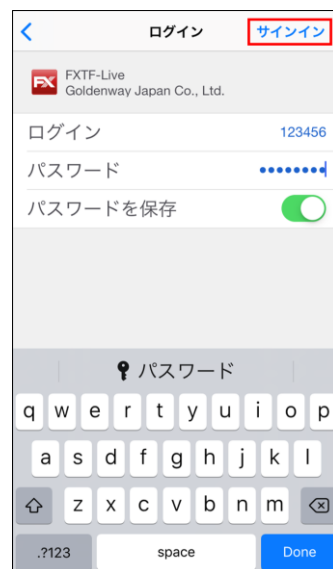 ログイン サインイン
FX FXTF-Live
Goldenway Japan Co., Ltd.
ログイン 123456
パスワード ••••••••
パスワードを保存
パスワード
q w e r t y u i o p
a s d f g h j k l
z x c v b n m
.?123 space Done